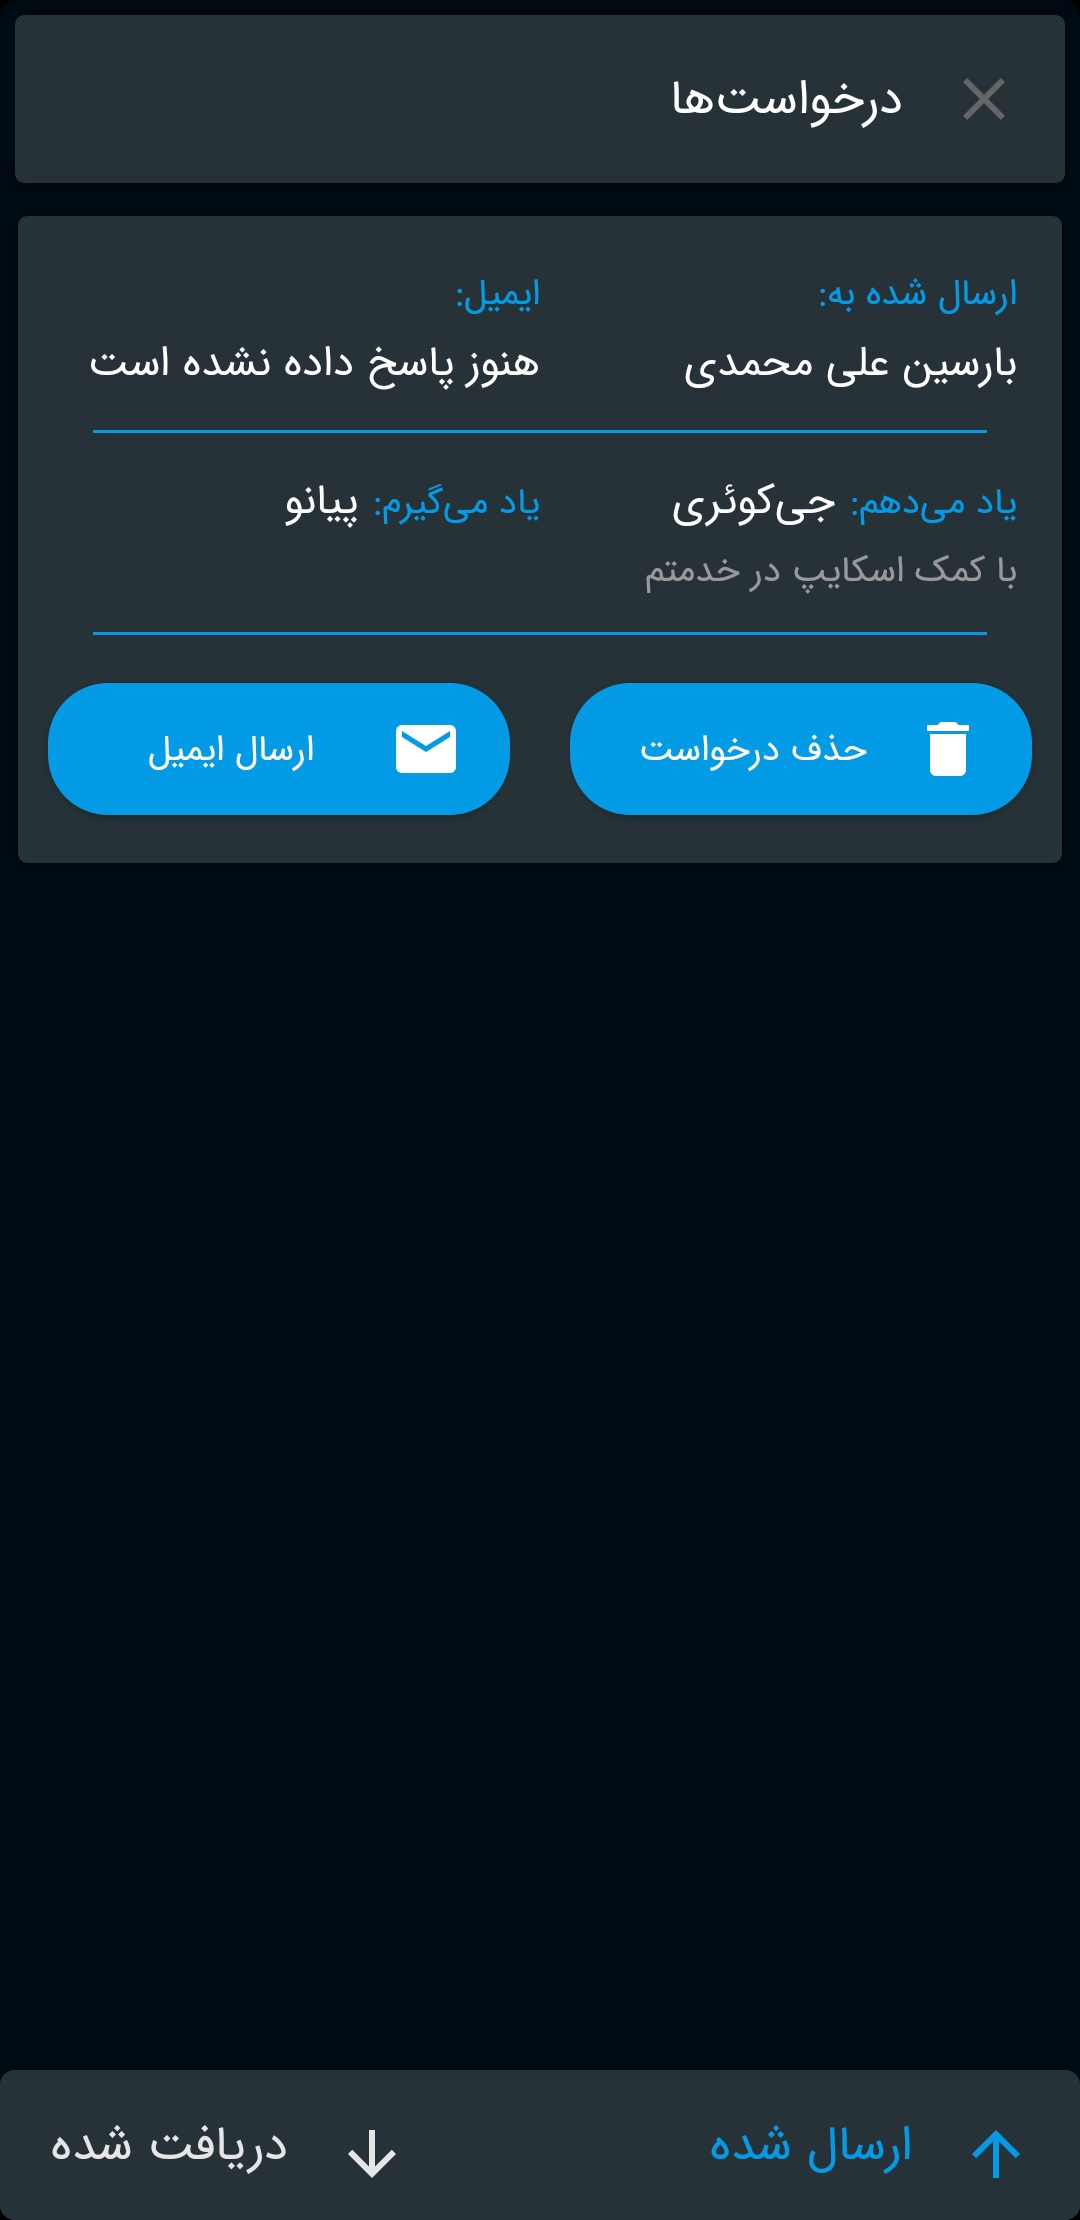 درخواست‌ها
ارسال شده به:
بارسین علی محمدی
ایمیل:
هنوز پاسخ داده نشده است
یاد می‌دهم: جی‌کوئری
یاد می‌گیرم: پیانو
با کمک اسکایپ در خدمتم
حذف درخواست
ارسال ایمیل
ارسال شده
دریافت شده